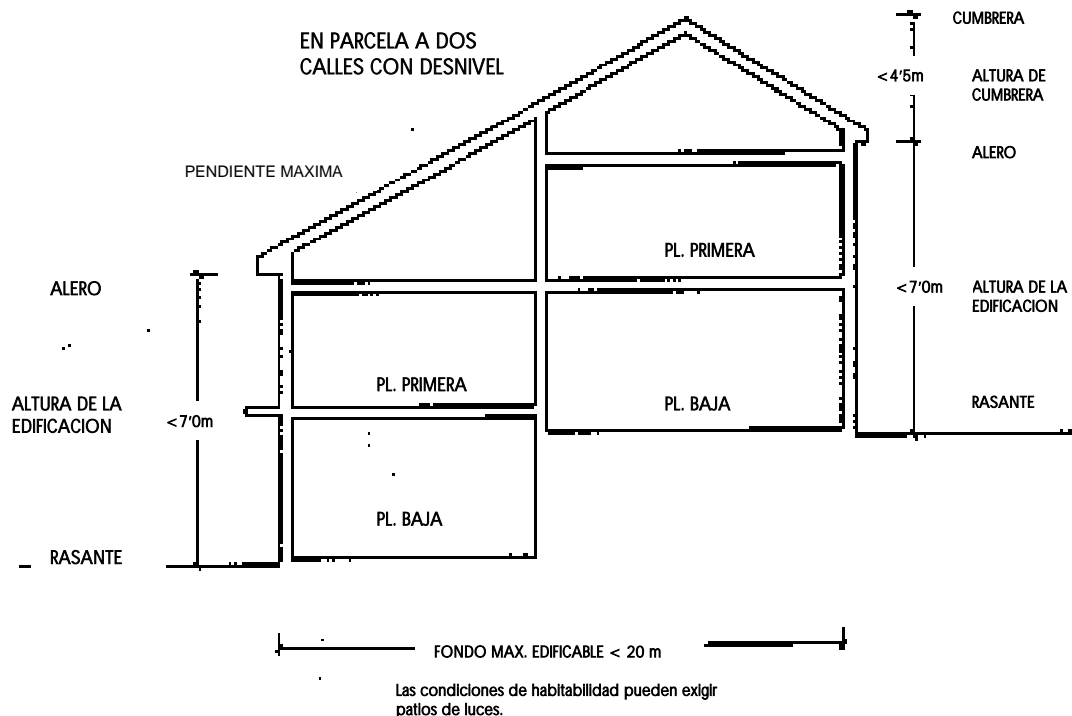 CUMBRERA
EN PARCELA A DOS
CALLES CON DESNIVEL
<4'5m
ALTURA DE
CUMBRERA
ALERO
PENDIENTE MAXIMA
PL. PRIMERA
ALERO
<7'0m
ALTURA DE LA
EDIFICACION
PL. PRIMERA
PL. BAJA
RASANTE
ALTURA DE LA
EDIFICACION
<7'0m
PL. BAJA
RASANTE
FONDO MAX. EDIFICABLE < 20 m
Las condiciones de habitabilidad pueden exigir
patios de luces.